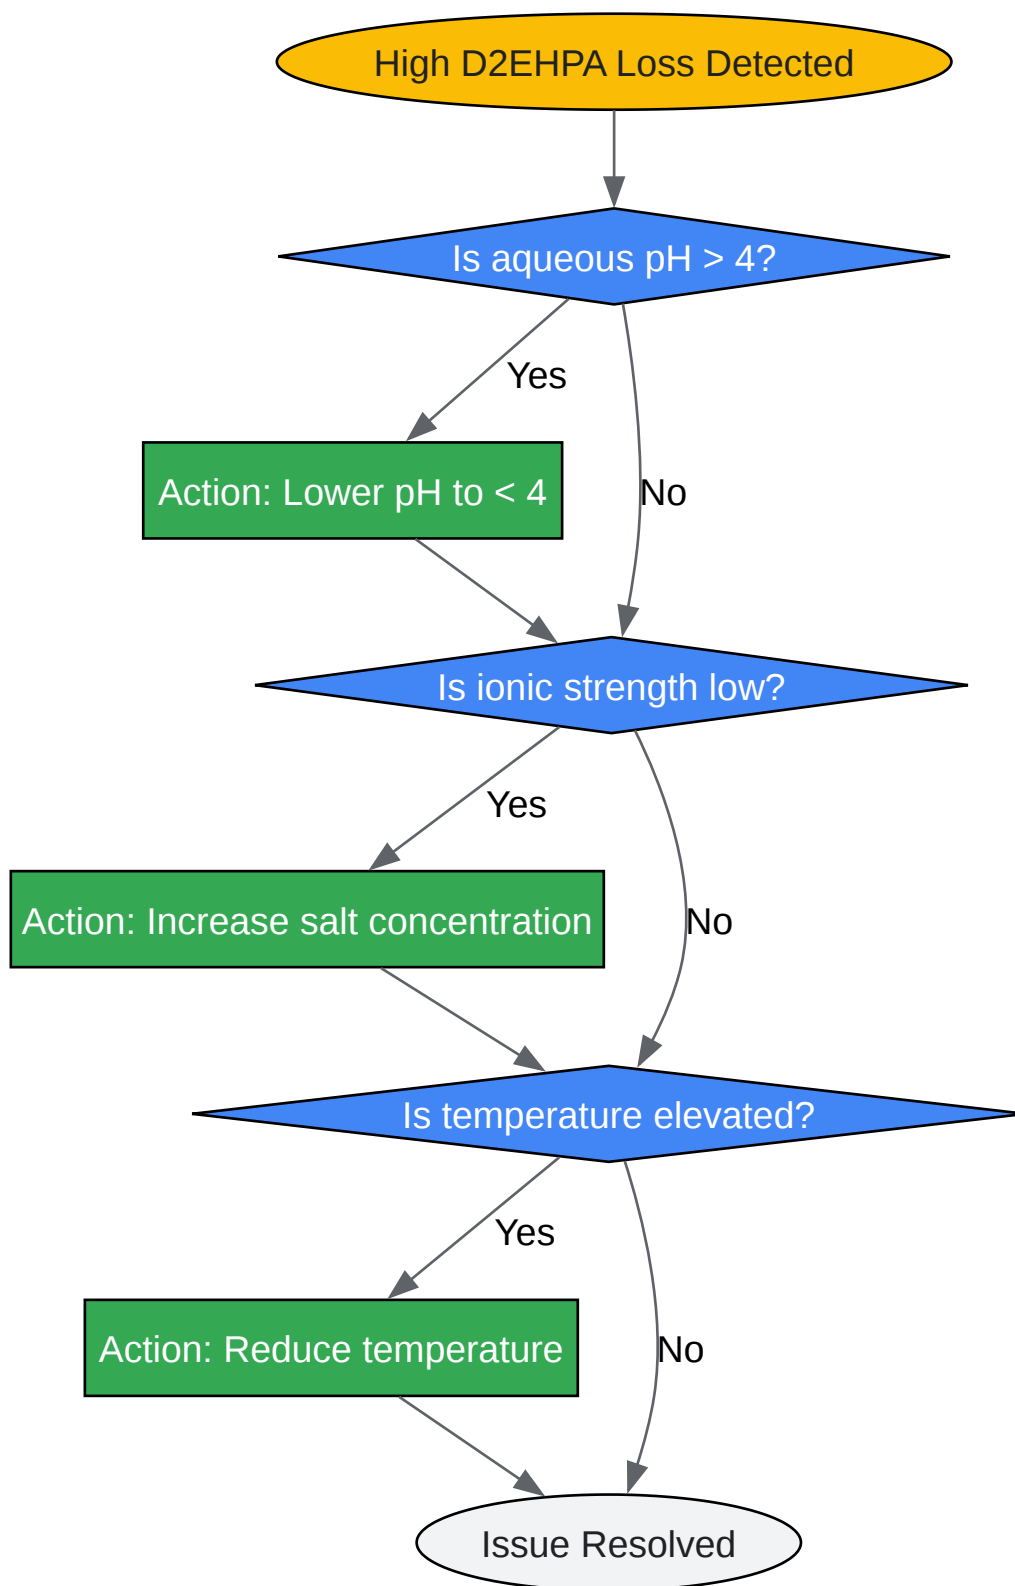 High D2EHPA Loss Detected
Is aqueous pH > 4?
Yes
Action: Lower pH to < 4
No
Is ionic strength low?
Yes
Action: Increase salt concentration
No
Is temperature elevated?
Yes
Action: Reduce temperature
No
Issue Resolved